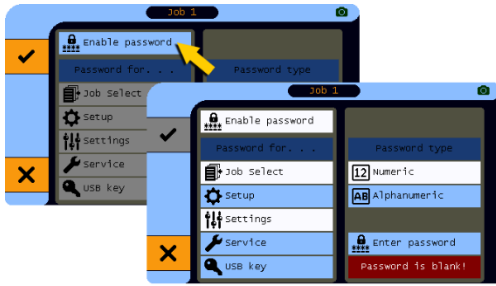 Job 1
Enable password
Password for. . .
Password type
Job Select
Setup
Settings
Service
USB key
Job 1
Enable password
Password for. . .
Password type
Job Select
12 Numeric
Setup
AB Alphanumeric
Settings
Service
Enter password
USB key
Password is blank!